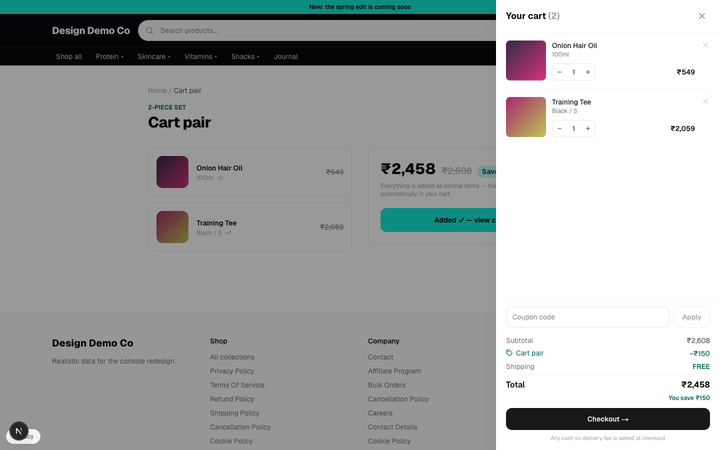 New: the spring edit is coming soon
Design Demo Co
Search products...
Shop all
Protein
Skincare
Vitamins
Snacks
Journal
Home / Cart pair
2-PIECE SET
Cart pair
Onion Hair Oil
100ml · ×1
₹549
Training Tee
Black / S · ×1
₹2,059
₹2,458 ₹2,608 Save
Everything is added as normal items — the
automatically in your cart.
Added ✓ — view c
Design Demo Co
Realistic data for the console redesign
Shop
All collections
Privacy Policy
Terms Of Service
Refund Policy
Shipping Policy
Cancellation Policy
Cookie Policy
Company
Contact
Affiliate Program
Bulk Orders
Cancellation Policy
Careers
Contact Details
Cookie Policy
N
Your cart (2)
Onion Hair Oil
100ml
− 1 +
₹549
Training Tee
Black / S
− 1 +
₹2,059
Coupon code
Apply
Subtotal ₹2,608
Cart pair −₹150
Shipping FREE
Total ₹2,458
You save ₹150
Checkout →
Any cash on delivery fee is added at checkout